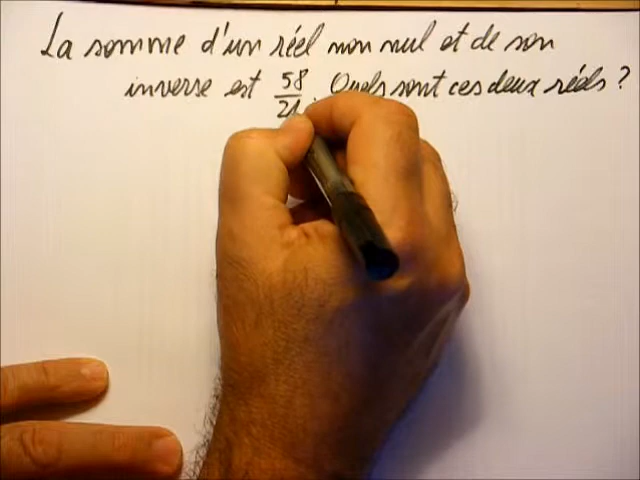 La somme d'un réel non nul et de son
inverse est 58/21. Quels sont ces deux réels ?